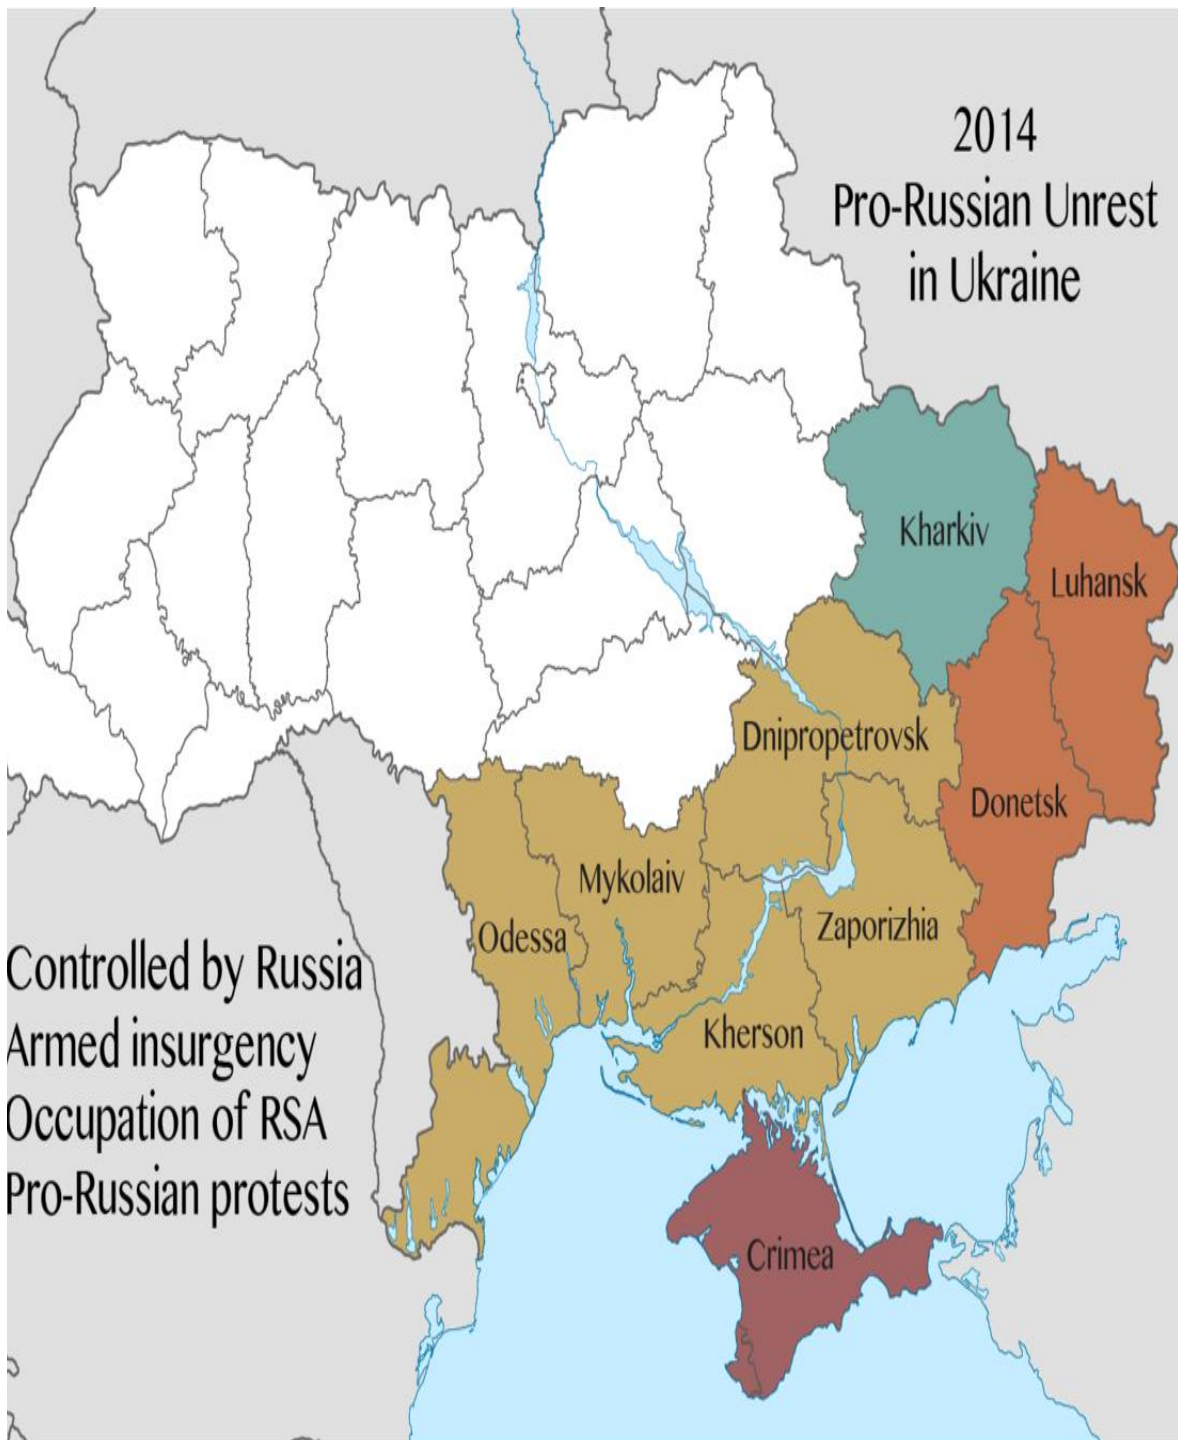 2014
Pro-Russian Unrest
in Ukraine
Kharkiv
Luhansk
Dnipropetrovsk
Donetsk
Mykolaiv
Odessa
Zaporizhia
Kherson
Crimea
Controlled by Russia
Armed insurgency
Occupation of RSA
Pro-Russian protests